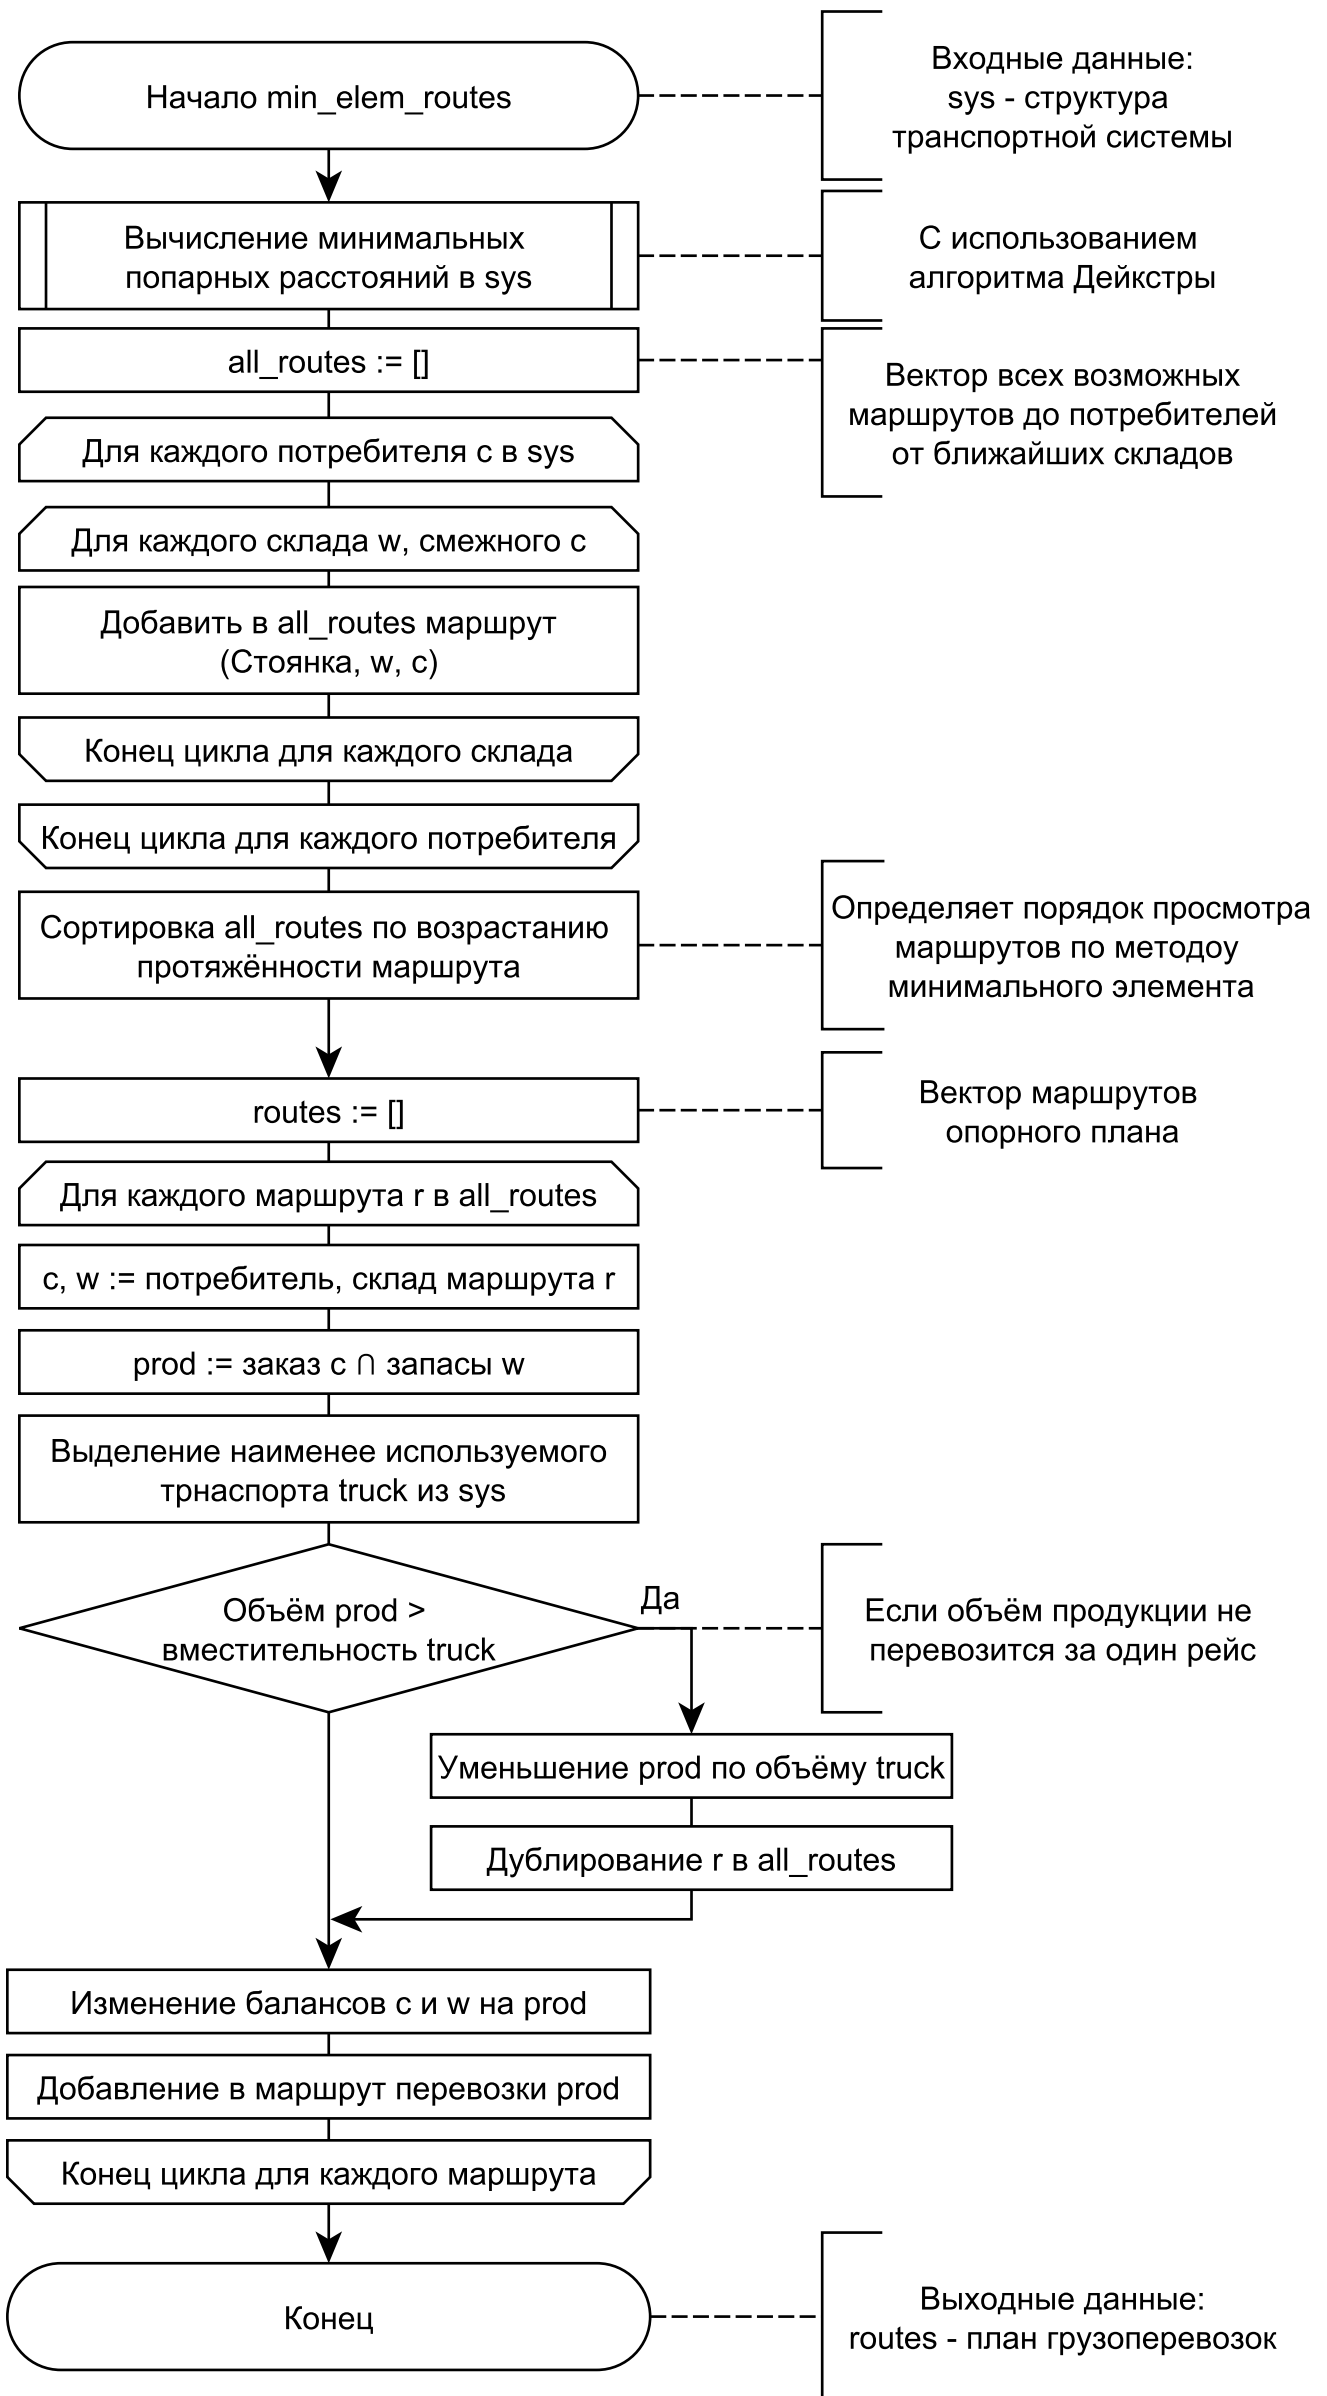 Начало min_elem_routes
Входные данные:
sys - структура
транспортной системы
Вычисление минимальных
попарных расстояний в sys
С использованием
алгоритма Дейкстры
all_routes := []
Вектор всех возможных
маршрутов до потребителей
от ближайших складов
Для каждого потребителя c в sys
Для каждого склада w, смежного c
Добавить в all_routes маршрут
(Стоянка, w, c)
Конец цикла для каждого склада
Конец цикла для каждого потребителя
Сортировка all_routes по возрастанию
протяжённости маршрута
Определяет порядок просмотра
маршрутов по методоу
минимального элемента
routes := []
Вектор маршрутов
опорного плана
Для каждого маршрута r в all_routes
c, w := потребитель, склад маршрута r
prod := заказ c ∩ запасы w
Выделение наименее используемого
трнаспорта truck из sys
Объём prod >
вместительность truck
Да
Если объём продукции не
перевозится за один рейс
Уменьшение prod по объёму truck
Дублирование r в all_routes
Изменение балансов c и w на prod
Добавление в маршрут перевозки prod
Конец цикла для каждого маршрута
Конец
Выходные данные:
routes - план грузоперевозок